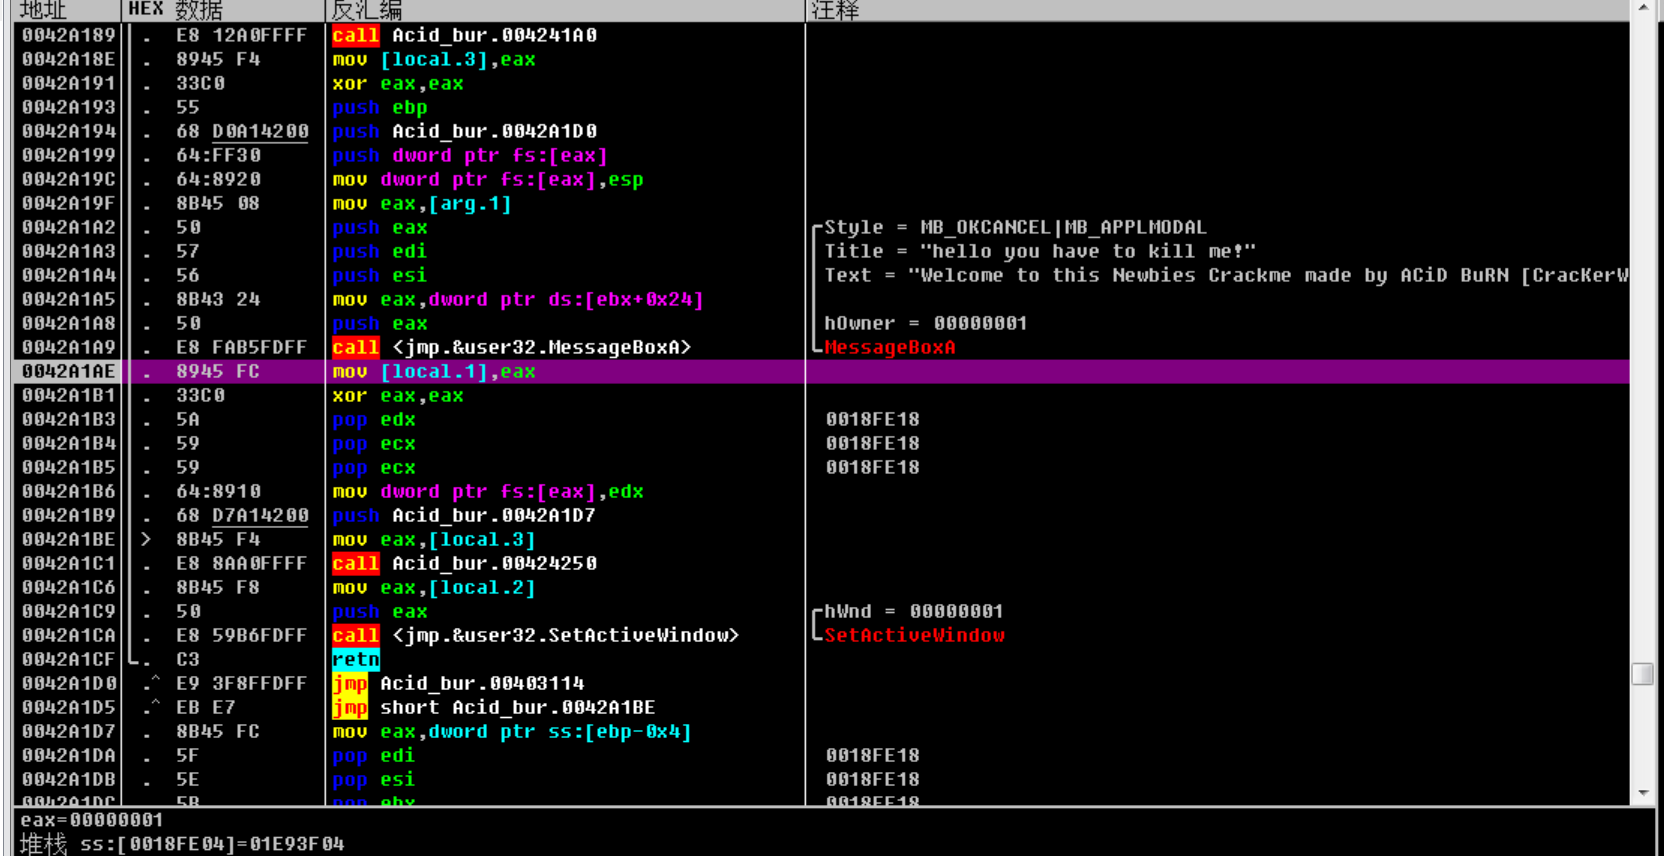 地址 HEX 数据 反汇编 注释
0042A189 . E8 12A0FFFF call Acid_bur.004241A0
0042A18E . 8945 F4 mov [local.3],eax
0042A191 . 33C0 xor eax,eax
0042A193 . 55 push ebp
0042A194 . 68 D0A14200 push Acid_bur.0042A1D0
0042A199 . 64:FF30 push dword ptr fs:[eax]
0042A19C . 64:8920 mov dword ptr fs:[eax],esp
0042A19F . 8B45 08 mov eax,[arg.1]
0042A1A2 . 50 push eax Style = MB_OKCANCEL|MB_APPLMODAL
0042A1A3 . 57 push edi Title = "hello you have to kill me!"
0042A1A4 . 56 push esi Text = "Welcome to this Newbies Crackme made by ACiD BuRN [CracKerW
0042A1A5 . 8B43 24 mov eax,dword ptr ds:[ebx+0x24]
0042A1A8 . 50 push eax hOwner = 00000001
0042A1A9 . E8 FAB5FDFF call <jmp.&user32.MessageBoxA> MessageBoxA
0042A1AE . 8945 FC mov [local.1],eax
0042A1B1 . 33C0 xor eax,eax
0042A1B3 . 5A pop edx 0018FE18
0042A1B4 . 59 pop ecx 0018FE18
0042A1B5 . 59 pop ecx 0018FE18
0042A1B6 . 64:8910 mov dword ptr fs:[eax],edx
0042A1B9 . 68 D7A14200 push Acid_bur.0042A1D7
0042A1BE > 8B45 F4 mov eax,[local.3]
0042A1C1 . E8 8AA0FFFF call Acid_bur.00424250
0042A1C6 . 8B45 F8 mov eax,[local.2]
0042A1C9 . 50 push eax hWnd = 00000001
0042A1CA . E8 59B6FDFF call <jmp.&user32.SetActiveWindow> SetActiveWindow
0042A1CF . C3 retn
0042A1D0 .^ E9 3F8FFDFF jmp Acid_bur.00403114
0042A1D5 .^ EB E7 jmp short Acid_bur.0042A1BE
0042A1D7 . 8B45 FC mov eax,dword ptr ss:[ebp-0x4]
0042A1DA . 5F pop edi 0018FE18
0042A1DB . 5E pop esi 0018FE18
0042A1DC . 5B pop ebx 0018FE18
eax=00000001
堆栈 ss:[0018FE04]=01E93F04